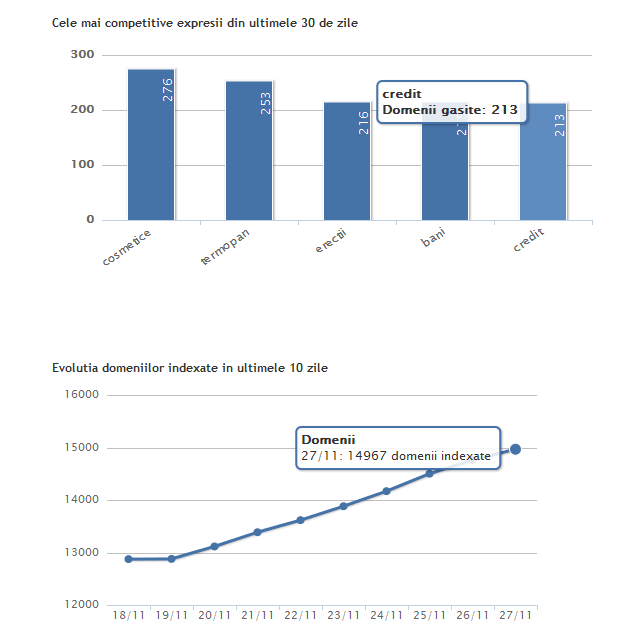 Cele mai competitive expresii din ultimele 30 de zile
300
200
100
0
276
253
216
213
credit
Domenii gasite: 213
cosmetice
termopan
erectii
bani
credit
Evolutia domeniilor indexate in ultimele 10 zile
16000
15000
14000
13000
12000
Domenii
27/11: 14967 domenii indexate
18/11 19/11 20/11 21/11 22/11 23/11 24/11 25/11 26/11 27/11